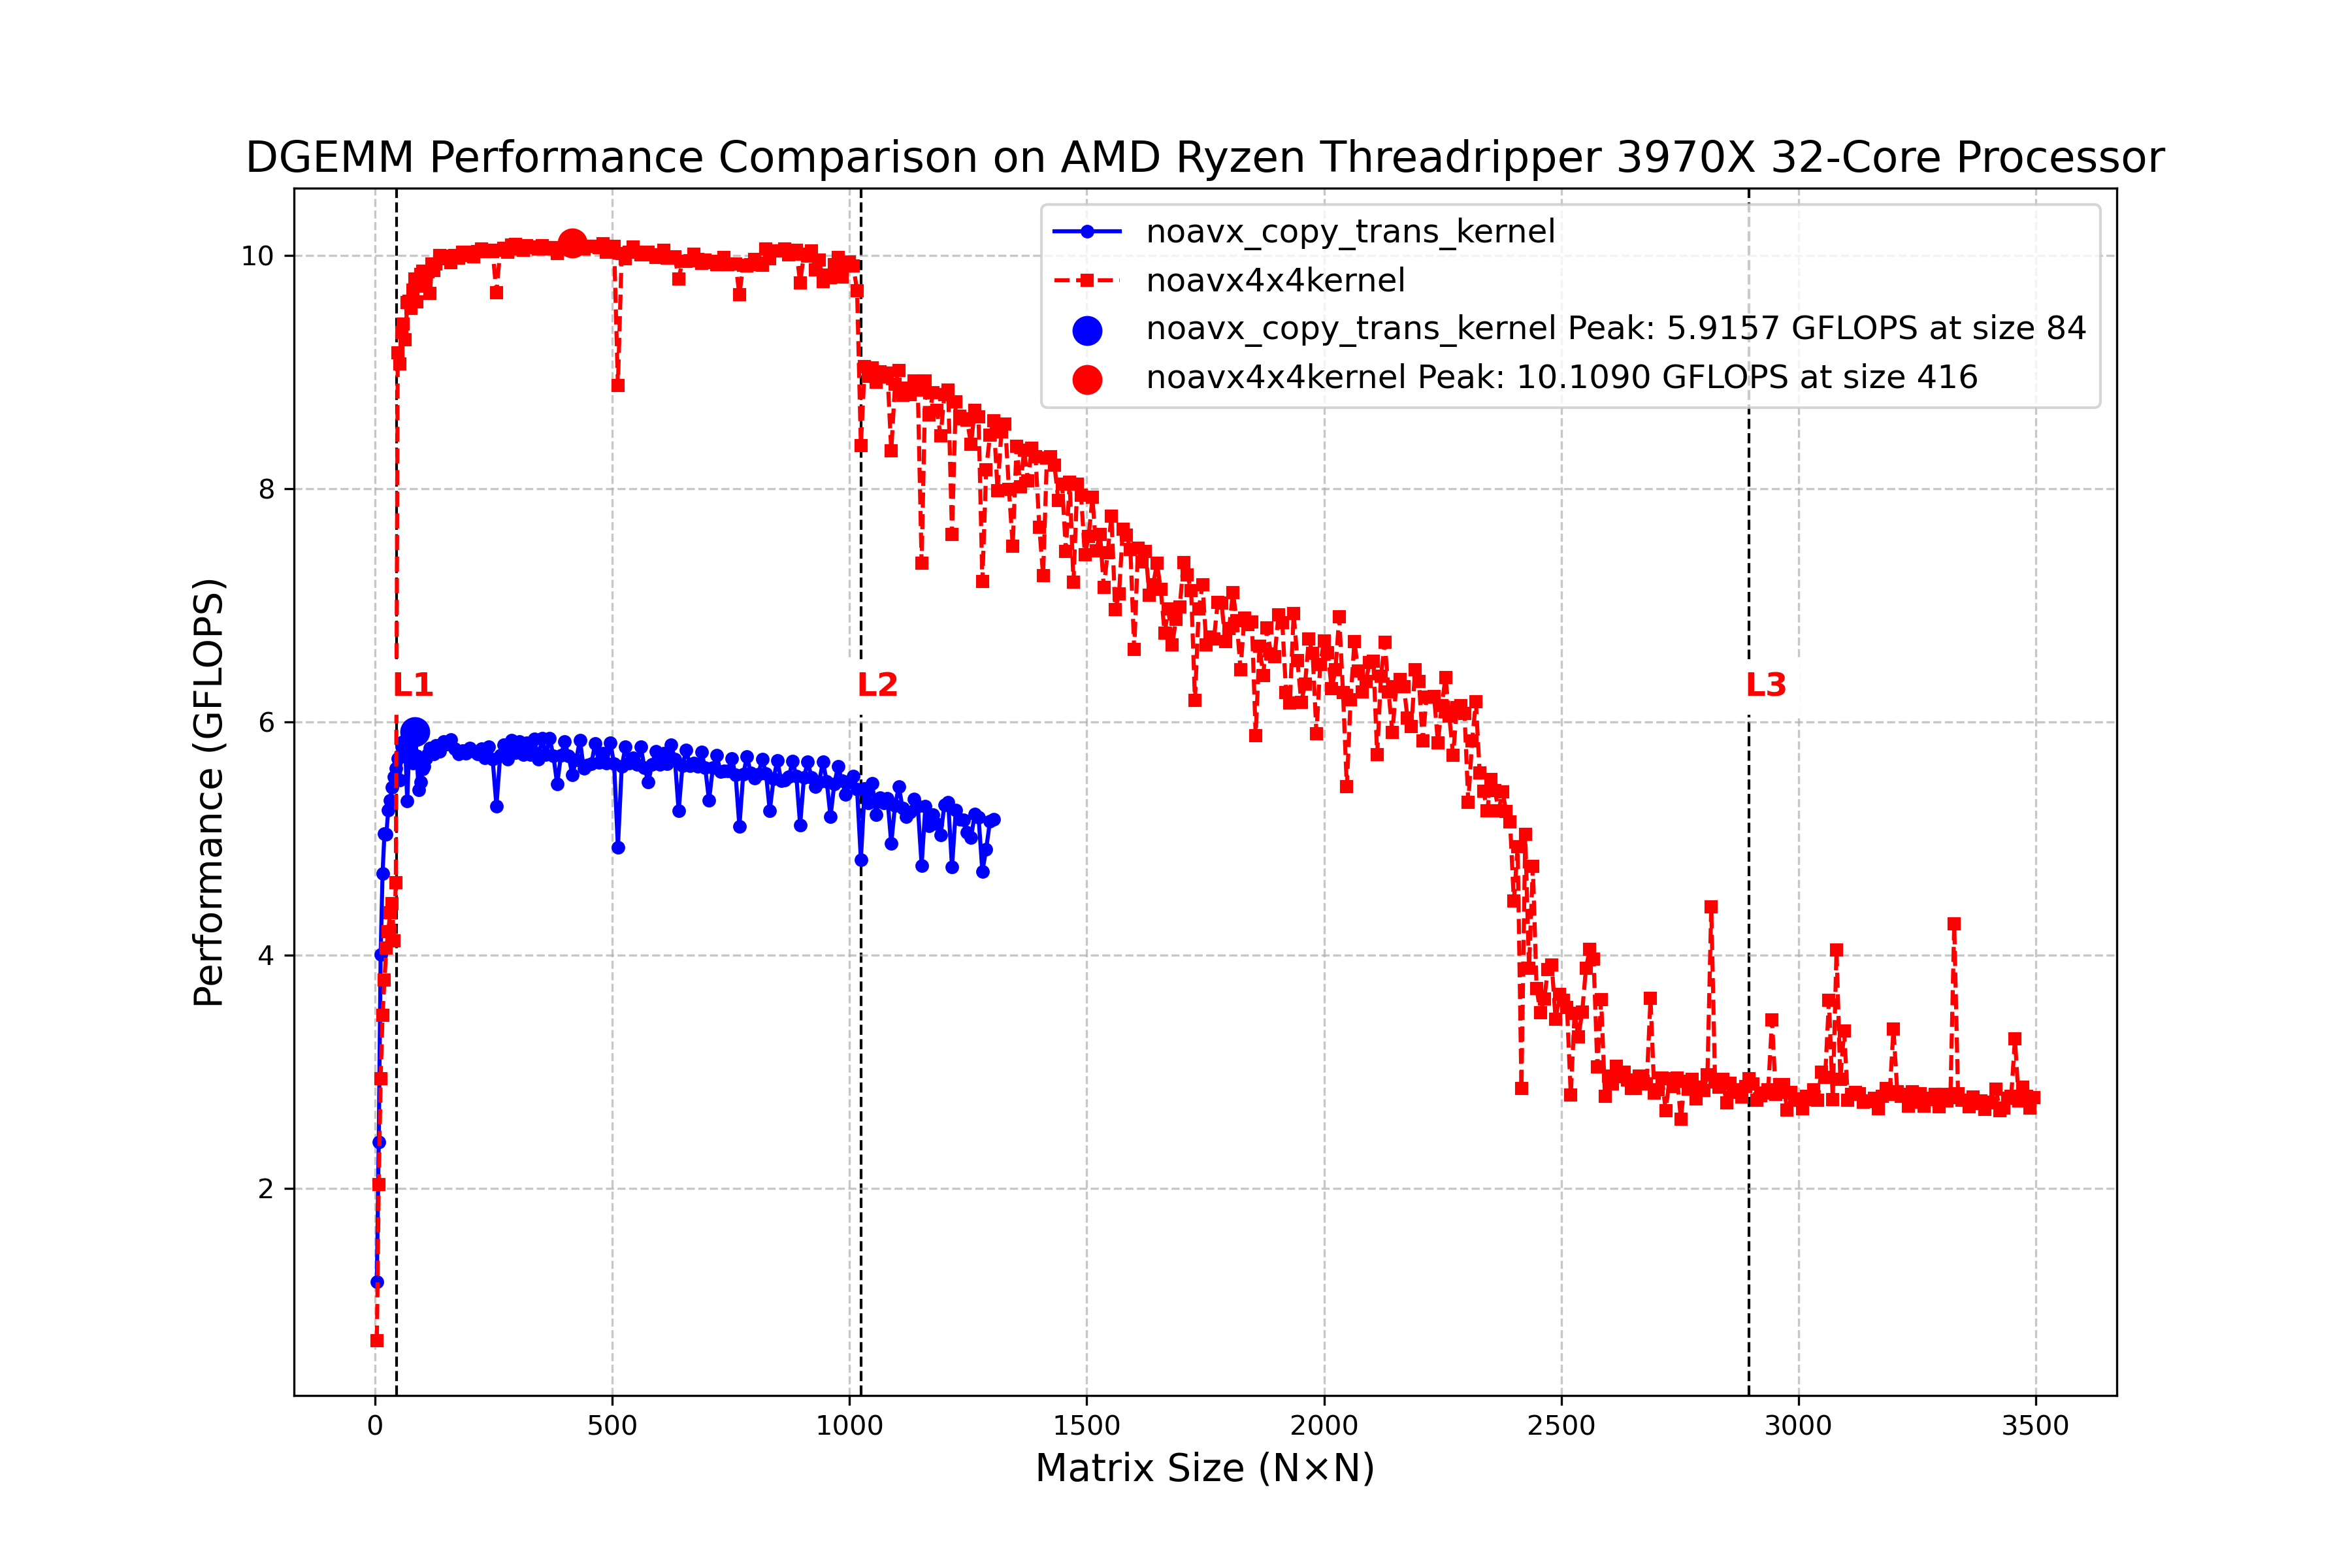 DGEMM Performance Comparison on AMD Ryzen Threadripper 3970X 32-Core Processor
noavx_copy_trans_kernel
noavx4x4kernel
noavx_copy_trans_kernel Peak: 5.9157 GFLOPS at size 84
noavx4x4kernel Peak: 10.1090 GFLOPS at size 416
Performance (GFLOPS)
10
8
6
4
2
L1
L2
L3
0
500
1000
1500
2000
2500
3000
3500
Matrix Size (N×N)